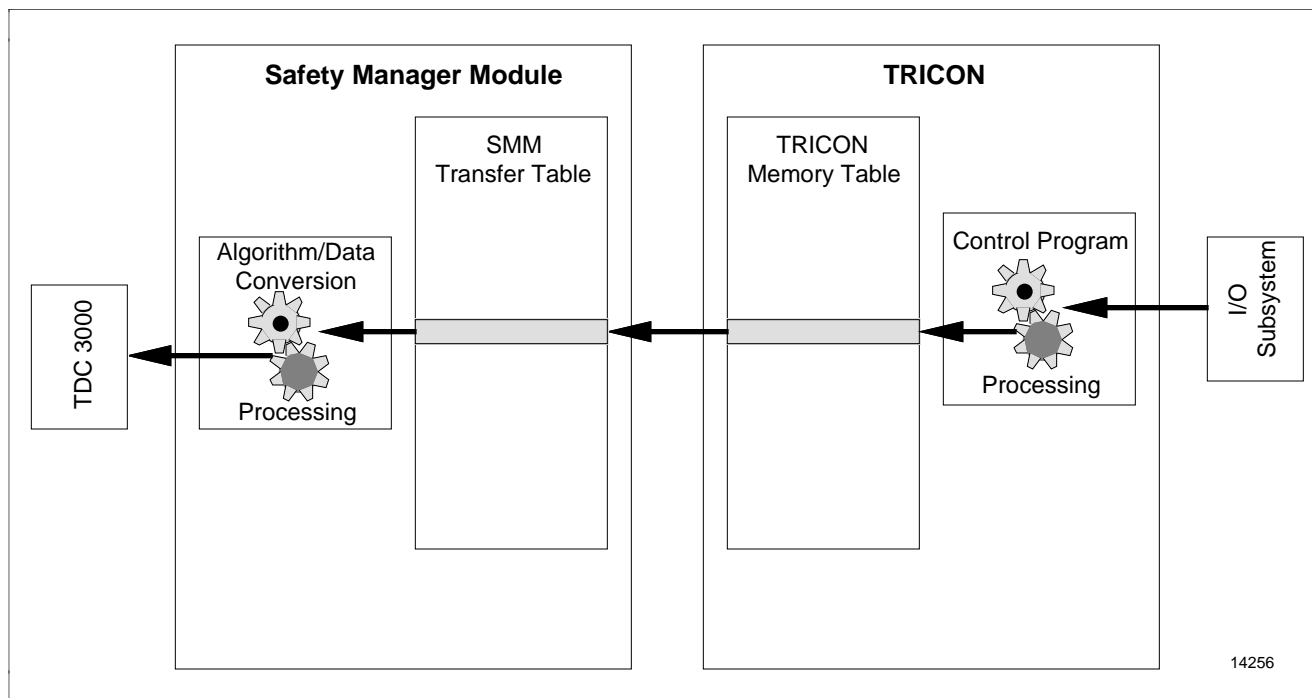 Safety Manager Module
TRICON
SMM
Transfer Table
TRICON
Memory Table
Algorithm/Data
Conversion
Processing
Control Program
Processing
TDC 3000
I/O
Subsystem
14256